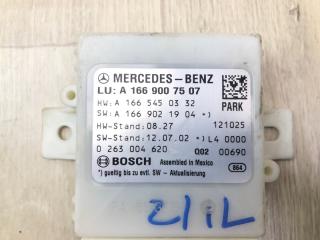 MERCEDES-BENZ
LU: A 166 900 75 07
HW: A 166 545 03 32
SW: A 166 902 19 04 *)
PARK
HW-Stand: 08.27 121025
SW-Stand: 12.07.02 *) L4 0000
0 263 004 620 Q02 00690
BOSCH Assembled in Mexico
*) gueltig bis zu evtl. SW - Aktualisierung 864